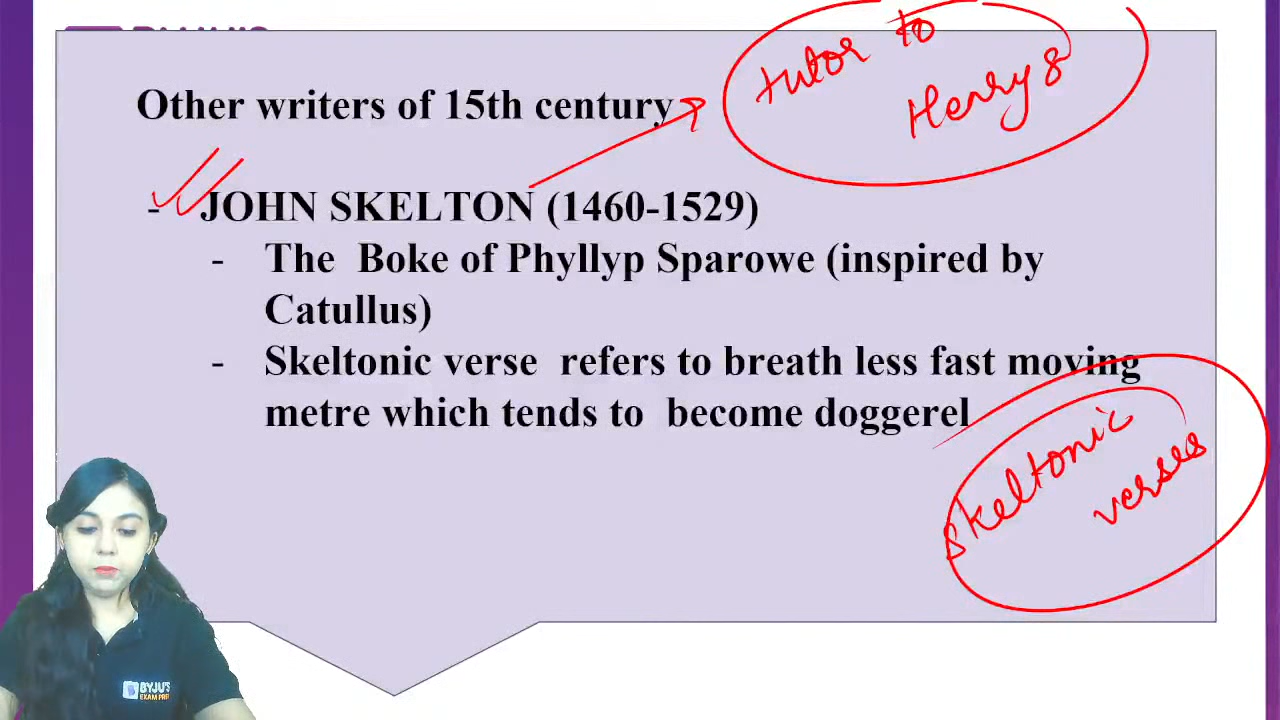 tutor to
Henry 8
Other writers of 15th century
- JOHN SKELTON (1460-1529)
- The Boke of Phyllyp Sparowe (inspired by
Catullus)
- Skeltonic verse refers to breath less fast moving
metre which tends to become doggerel
skeltonic
verses
BYJU'S
EXAM PREP